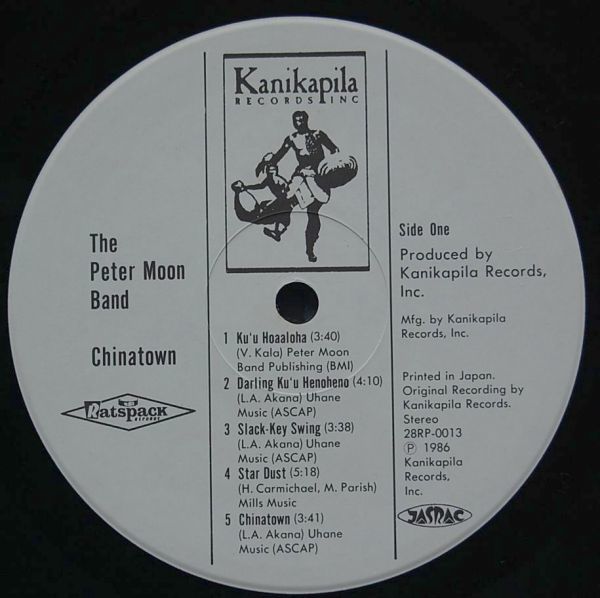 Kanikapila
RECORDS INC
The
Peter Moon
Band
Chinatown
Ratspack
RECORDS
1 Ku'u Hoaaloha (3:40)
(V. Kala) Peter Moon
Band Publishing (BMI)
2 Darling Ku'u Henoheno (4:10)
(L.A. Akana) Uhane
Music (ASCAP)
3 Slack-Key Swing (3:38)
(L.A. Akana) Uhane
Music (ASCAP)
4 Star Dust (5:18)
(H. Carmichael, M. Parish)
Mills Music
5 Chinatown (3:41)
(L.A. Akana) Uhane
Music (ASCAP)
Side One
Produced by
Kanikapila Records,
Inc.
Mfg. by Kanikapila
Records, Inc.
Printed in Japan.
Original Recording by
Kanikapila Records.
Stereo
28RP-0013
Ⓟ 1986
Kanikapila
Records,
Inc.
JASRAC